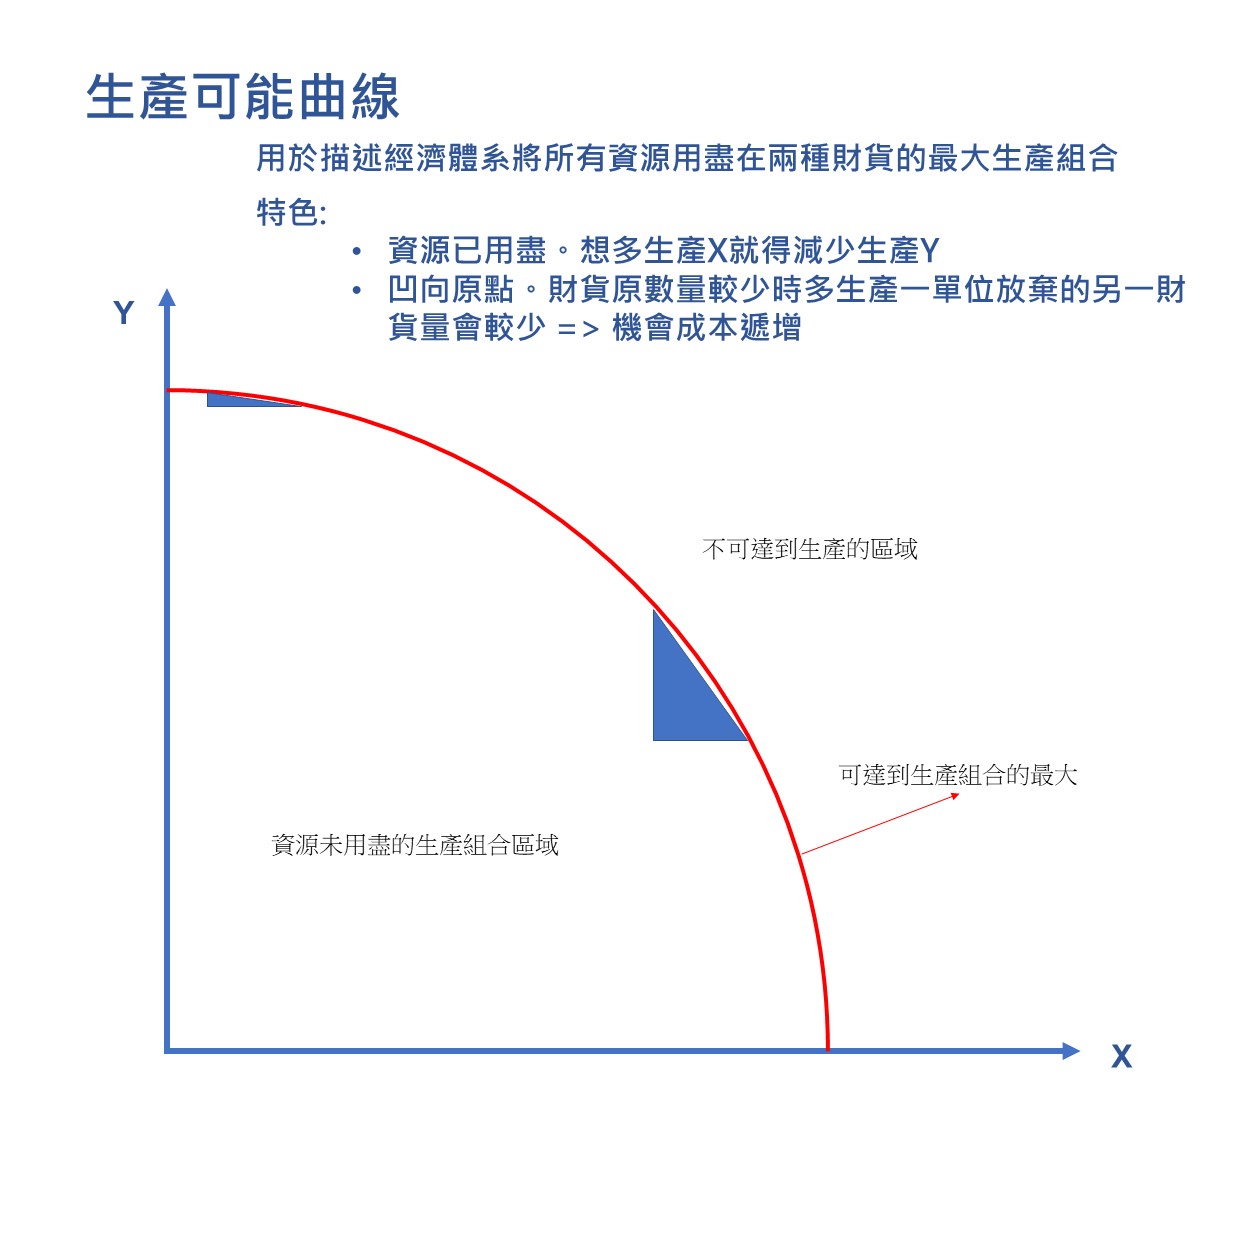 生產可能曲線
用於描述經濟體系將所有資源用盡在兩種財貨的最大生產組合
特色:
• 資源已用盡。想多生產X就得減少生產Y
• 凹向原點。財貨原數量較少時多生產一單位放棄的另一財
貨量會較少 => 機會成本遞增
Y
不可達到生產的區域
可達到生產組合的最大
資源未用盡的生產組合區域
X